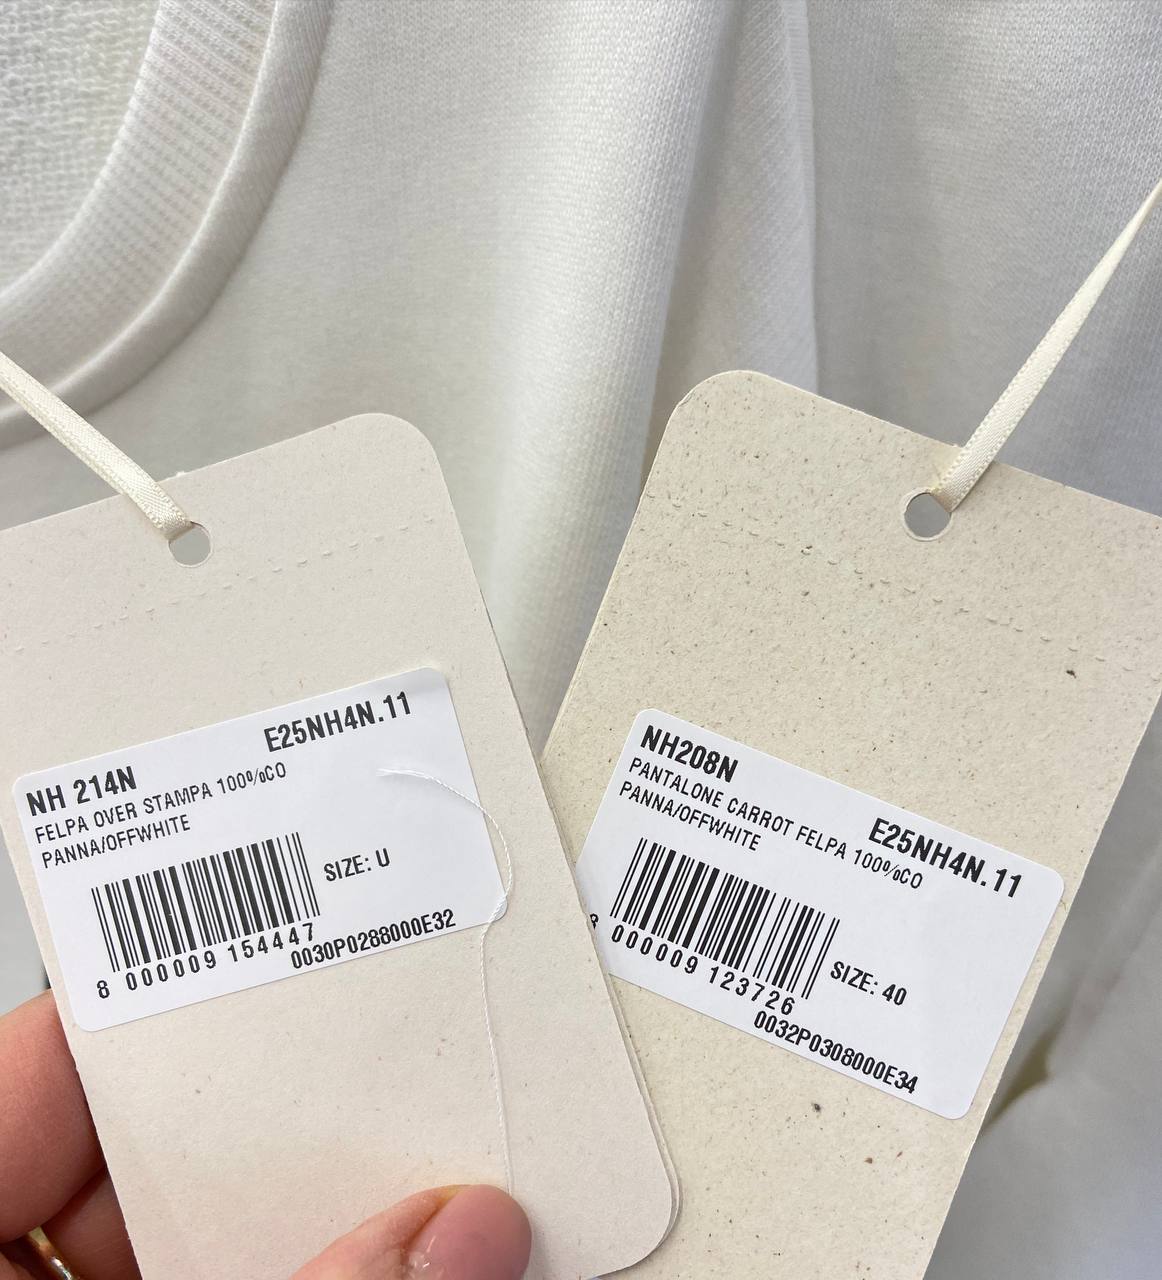 E25NH4N.11
NH 214N
FELPA OVER STAMPA 100%CO
PANNA/OFFWHITE
SIZE: U
8 000009 154447
0030P0288000E32
NH208N
E25NH4N.11
PANTALONE CARROT FELPA 100%CO
PANNA/OFFWHITE
SIZE: 40
8 000009 123726
0032P0308000E34